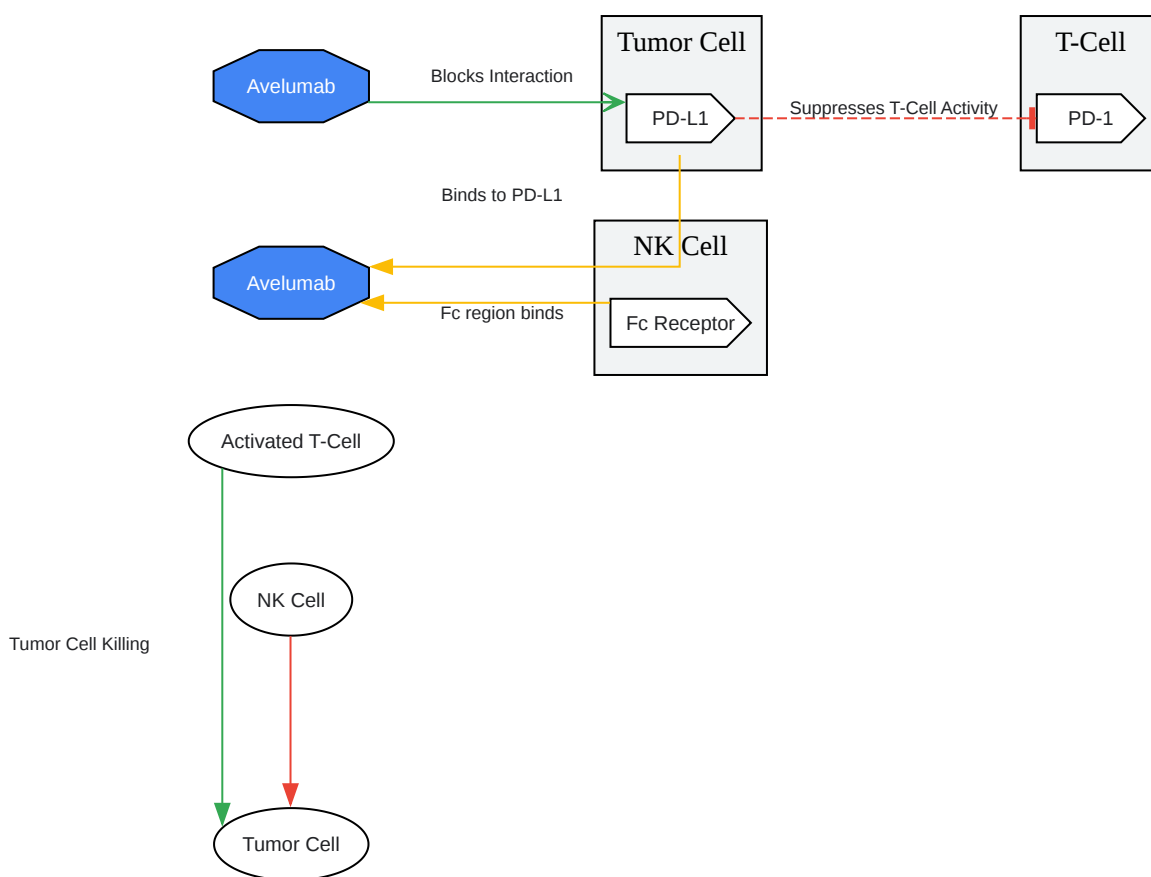 Tumor Cell
T-Cell
Avelumab
Blocks Interaction
PD-L1
Suppresses T-Cell Activity
PD-1
Binds to PD-L1
NK Cell
Avelumab
Fc region binds
Fc Receptor
Activated T-Cell
NK Cell
Tumor Cell Killing
Tumor Cell